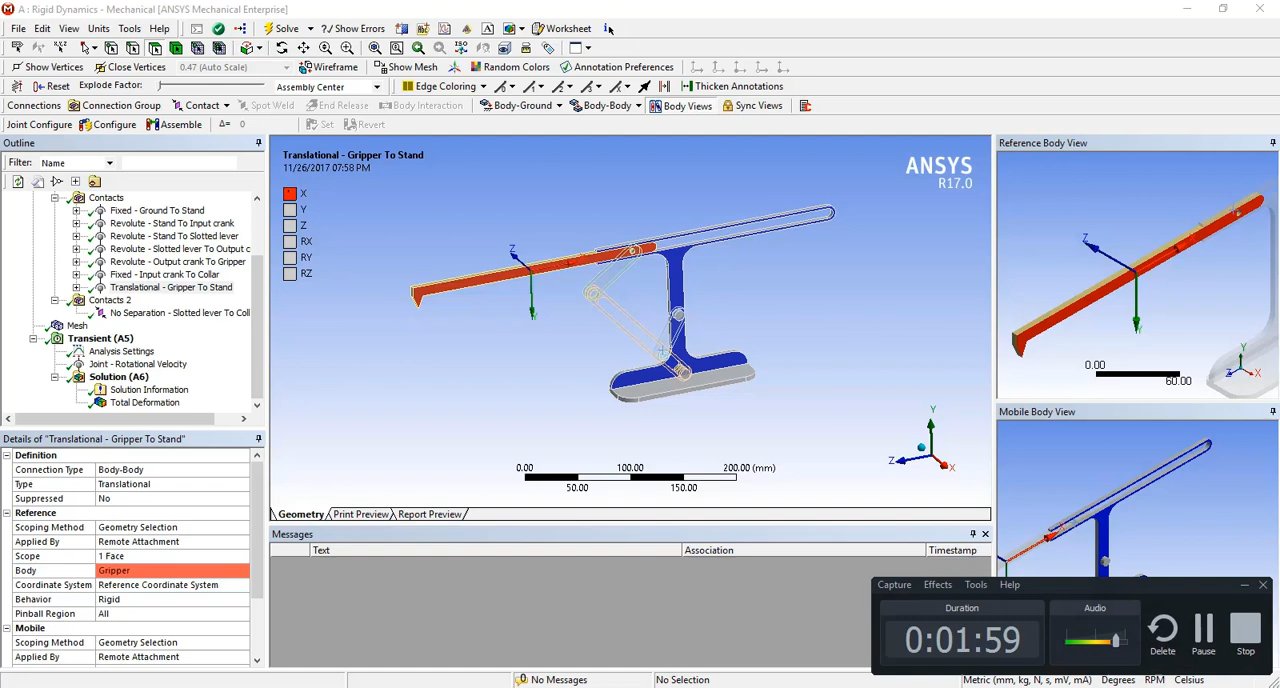 A : Rigid Dynamics - Mechanical [ANSYS Mechanical Enterprise]
File Edit View Units Tools Help Solve ?/ Show Errors Worksheet
Show Vertices Close Vertices 0.47 (Auto Scale) Wireframe Show Mesh Random Colors Annotation Preferences
Reset Explode Factor: Assembly Center Edge Coloring Thicken Annotations
Connections Connection Group Contact Spot Weld End Release Body Interaction Body-Ground Body-Body Body Views Sync Views
Joint Configure Configure Assemble Δ= 0 Set Revert
Outline
Filter: Name
Contacts
Fixed - Ground To Stand
Revolute - Stand To Input crank
Revolute - Stand To Slotted lever
Revolute - Slotted lever To Output c
Revolute - Output crank To Gripper
Fixed - Input crank To Collar
Translational - Gripper To Stand
Contacts 2
No Separation - Slotted lever To Coll
Mesh
Transient (A5)
Analysis Settings
Joint - Rotational Velocity
Solution (A6)
Solution Information
Total Deformation
Details of "Translational - Gripper To Stand"
Definition
Connection Type Body-Body
Type Translational
Suppressed No
Reference
Scoping Method Geometry Selection
Applied By Remote Attachment
Scope 1 Face
Body Gripper
Coordinate System Reference Coordinate System
Behavior Rigid
Pinball Region All
Mobile
Scoping Method Geometry Selection
Applied By Remote Attachment
Translational - Gripper To Stand
11/26/2017 07:58 PM
X
Y
Z
RX
RY
RZ
ANSYS
R17.0
Z
Y
Y
Z
X
0.00 100.00 200.00 (mm)
50.00 150.00
Geometry Print Preview Report Preview
Messages
Text Association Timestamp
Reference Body View
Z
Y
0.00
60.00
Y
Z
X
Mobile Body View
Capture Effects Tools Help
Duration
0:01:59
Audio
Delete Pause Stop
No Messages No Selection Metric (mm, kg, N, s, mV, mA) Degrees RPM Celsius